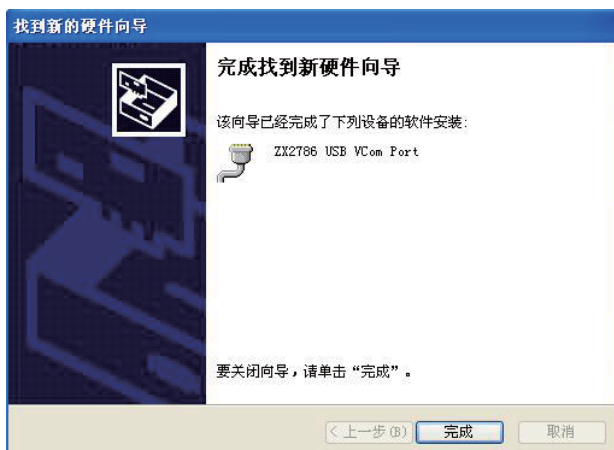 找到新的硬件向导
完成找到新硬件向导
该向导已经完成了下列设备的软件安装:
ZX2786 USB VCom Port
要关闭向导，请单击“完成”。
< 上一步(B)
完成
取消